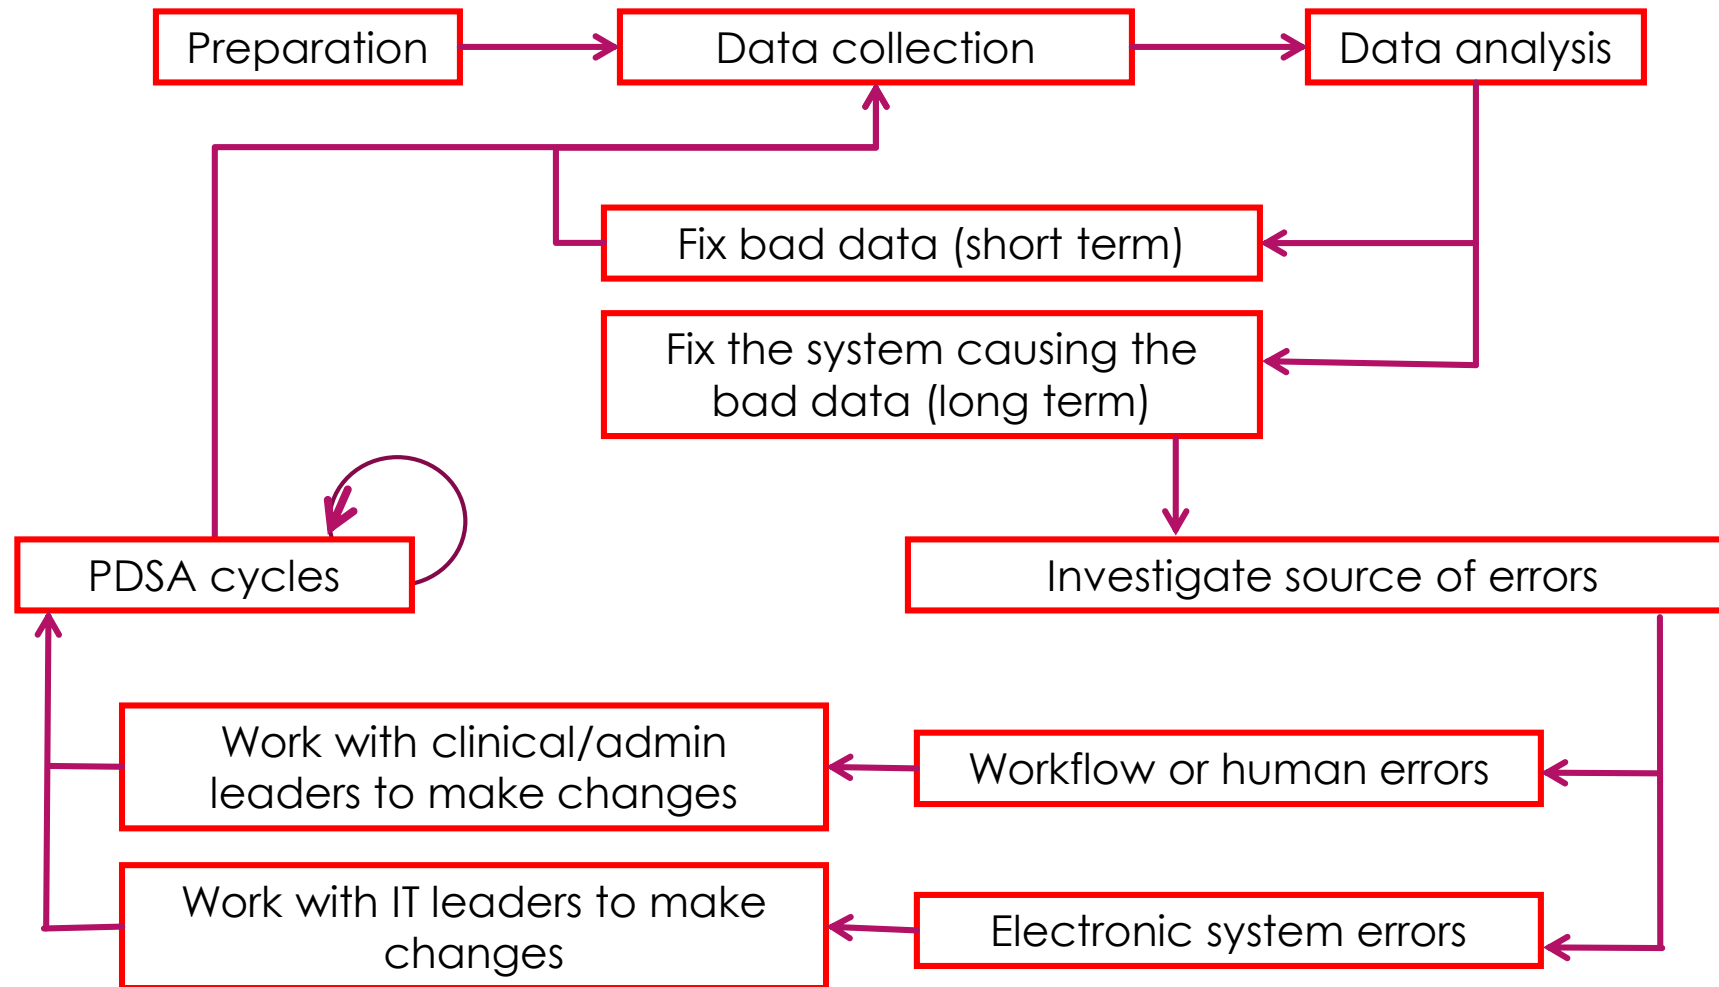 Preparation
Data collection
Data analysis
Fix bad data (short term)
Fix the system causing the
bad data (long term)
PDSA cycles
Investigate source of errors
Work with clinical/admin
leaders to make changes
Workflow or human errors
Work with IT leaders to make
changes
Electronic system errors